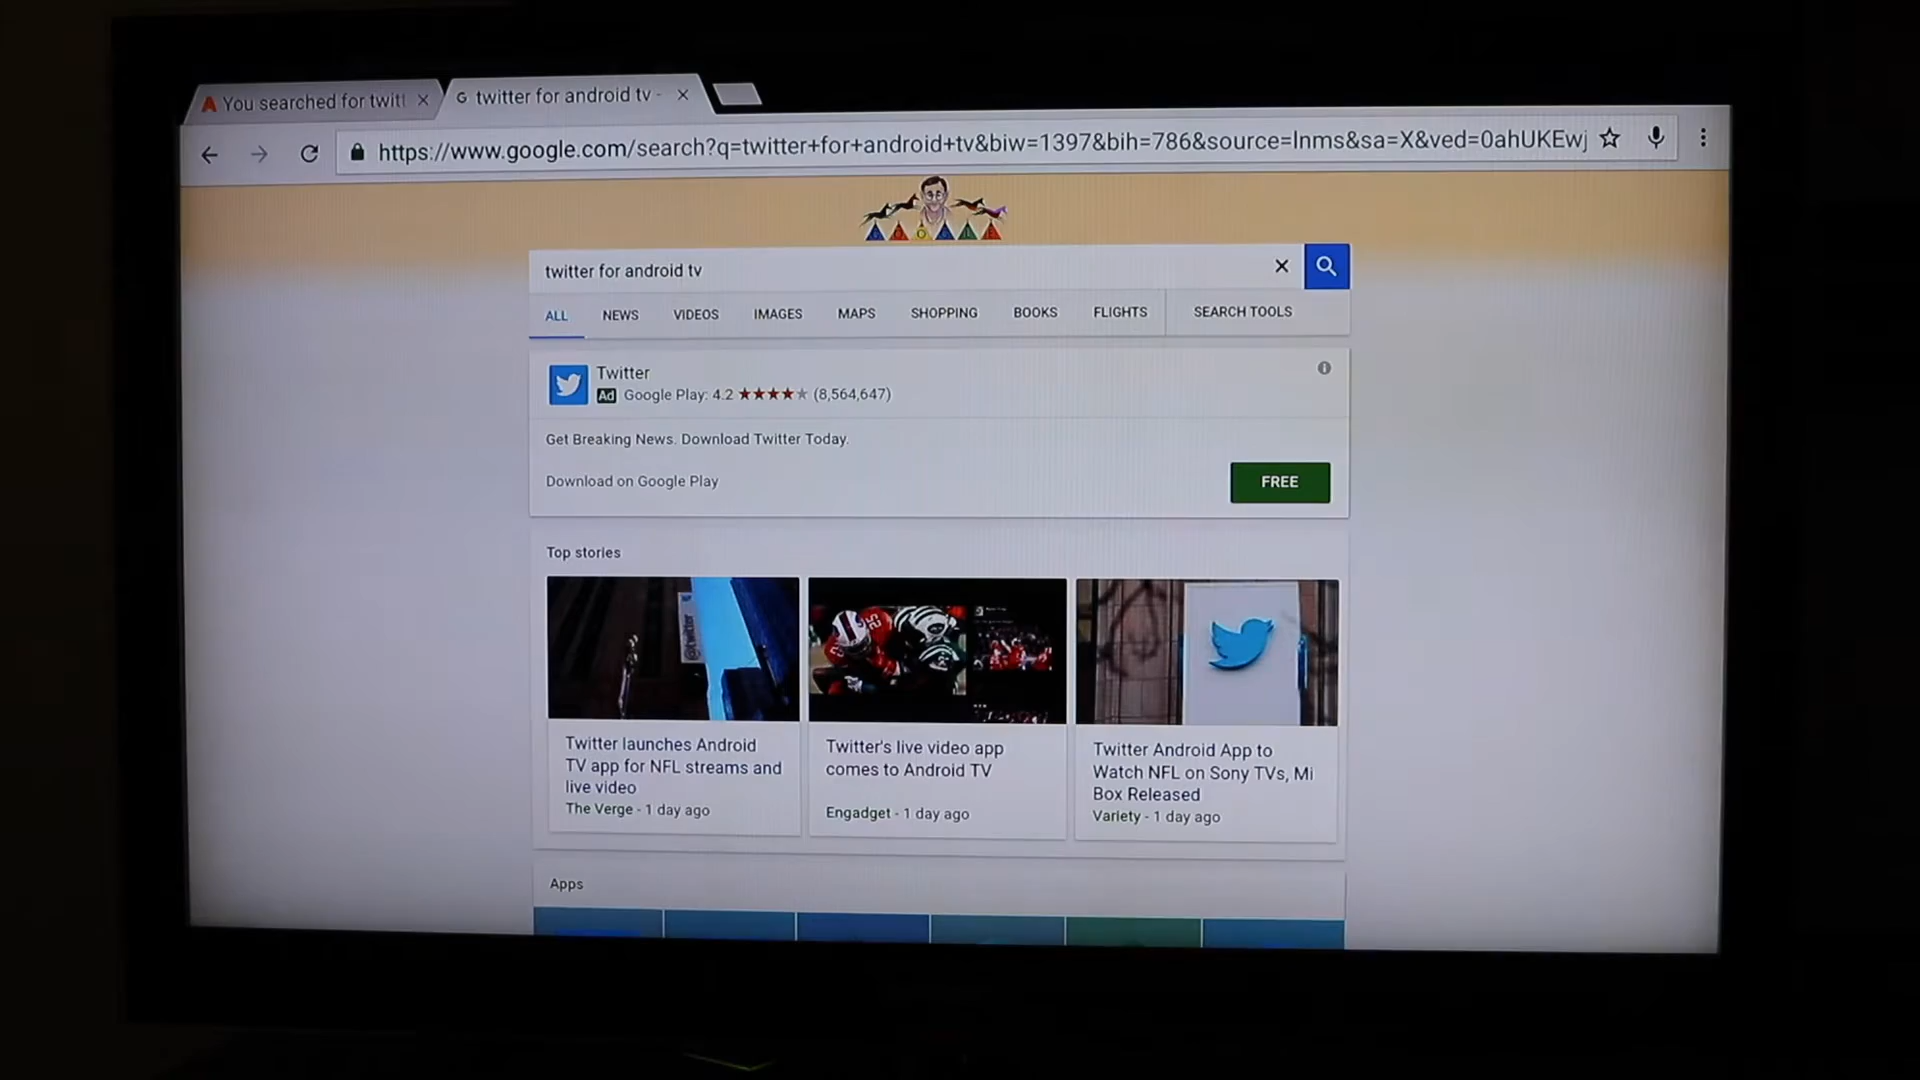 You searched for twitt
G twitter for android tv -
https://www.google.com/search?q=twitter+for+android+tv&biw=1397&bih=786&source=lnms&sa=X&ved=0ahUKEwj
twitter for android tv
ALL NEWS VIDEOS IMAGES MAPS SHOPPING BOOKS FLIGHTS SEARCH TOOLS
Twitter
Ad Google Play: 4.2 ★★★★★ (8,564,647)
Get Breaking News. Download Twitter Today.
Download on Google Play
FREE
Top stories
@twitter
Twitter launches Android
TV app for NFL streams and
live video
The Verge - 1 day ago
Twitter's live video app
comes to Android TV
Engadget - 1 day ago
Twitter Android App to
Watch NFL on Sony TVs, Mi
Box Released
Variety - 1 day ago
Apps